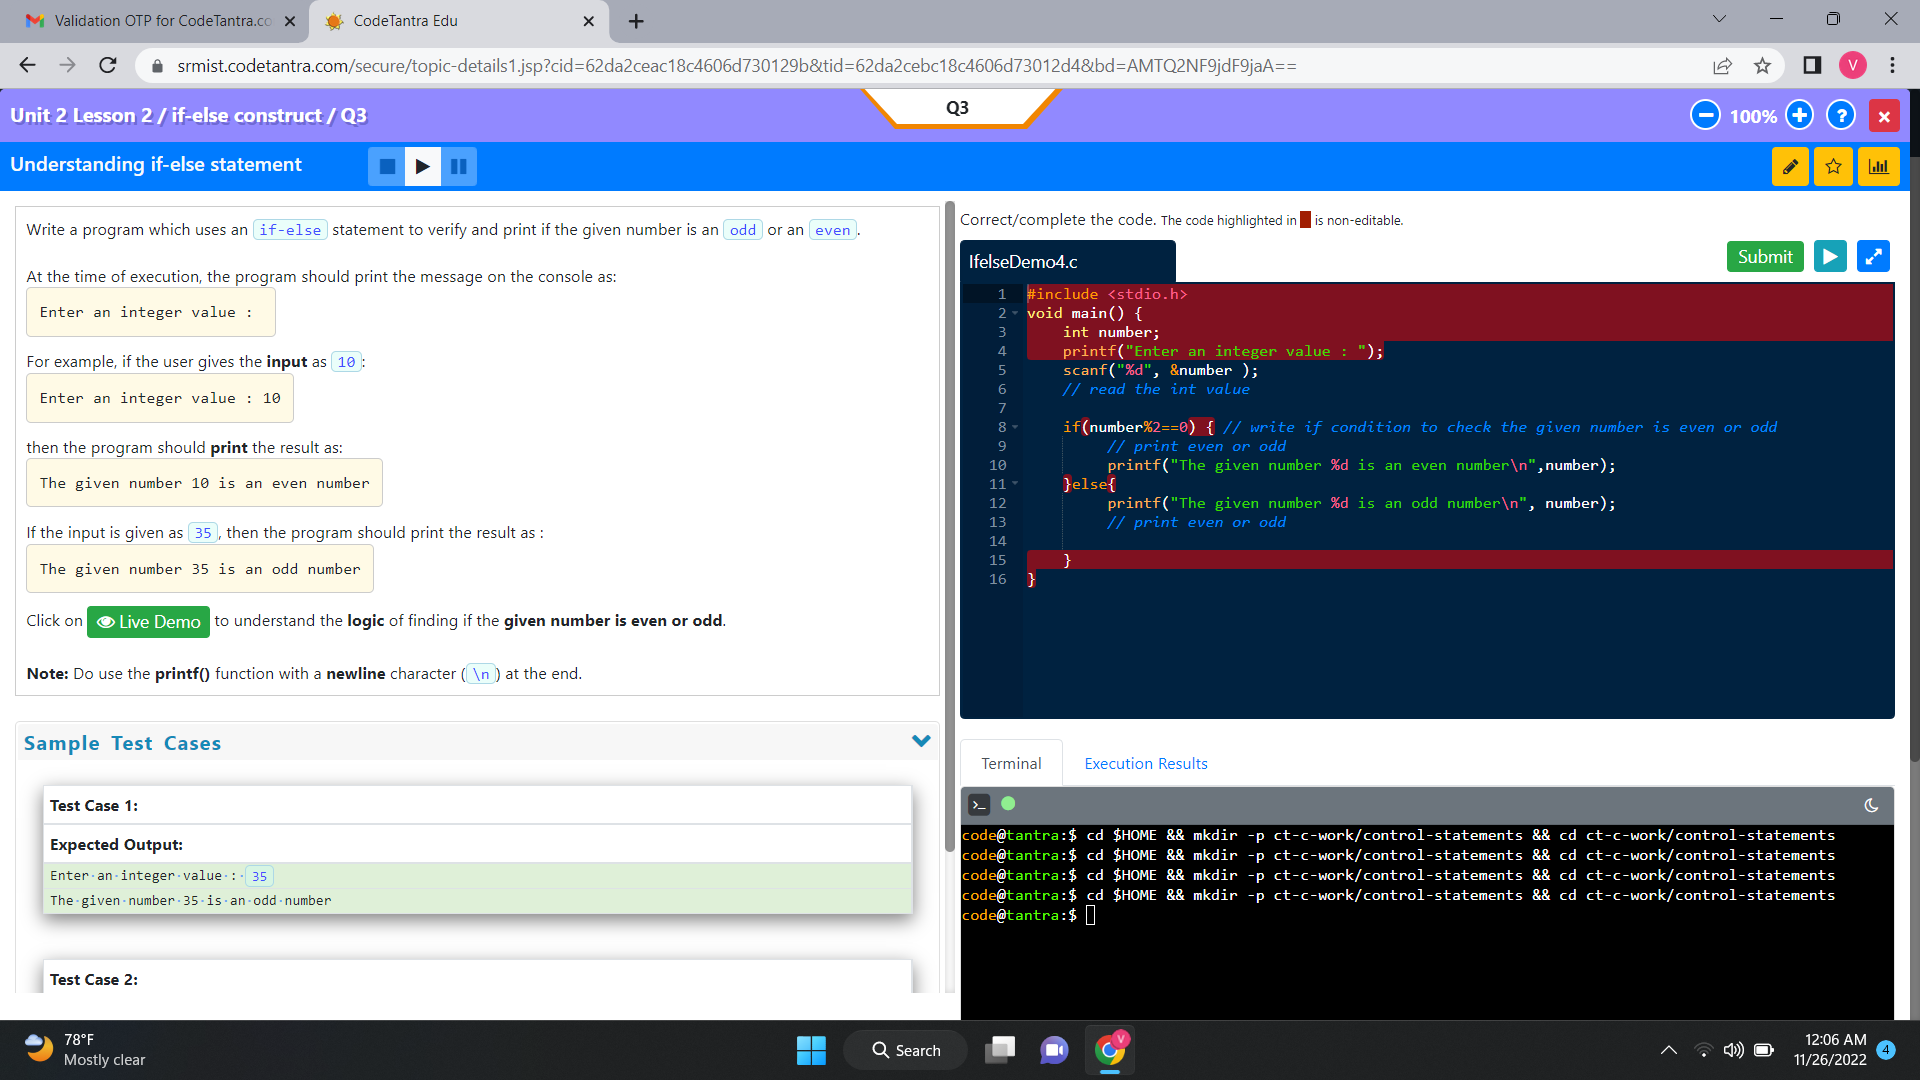 Validation OTP for CodeTantra.co
CodeTantra Edu
srmist.codetantra.com/secure/topic-details1.jsp?cid=62da2ceac18c4606d730129b&tid=62da2cebc18c4606d73012d4&bd=AMTQ2NF9jdF9jaA==
V
Unit 2 Lesson 2 / if-else construct / Q3
Q3
100%
?
Understanding if-else statement
Write a program which uses an if-else statement to verify and print if the given number is an odd or an even.
At the time of execution, the program should print the message on the console as:
Enter an integer value :
For example, if the user gives the input as 10:
Enter an integer value : 10
then the program should print the result as:
The given number 10 is an even number
If the input is given as 35, then the program should print the result as :
The given number 35 is an odd number
Click on Live Demo to understand the logic of finding if the given number is even or odd.
Note: Do use the printf() function with a newline character (\n) at the end.
Sample Test Cases
Test Case 1:
Expected Output:
Enter·an·integer·value·:·35
The·given·number·35·is·an·odd·number
Test Case 2:
Correct/complete the code. The code highlighted in is non-editable.
IfelseDemo4.c
Submit
1 #include <stdio.h>
2 void main() {
3 int number;
4 printf("Enter an integer value : ");
5 scanf("%d", &number );
6 // read the int value
7
8 if(number%2==0) { // write if condition to check the given number is even or odd
9 // print even or odd
10 printf("The given number %d is an even number\n",number);
11 }else{
12 printf("The given number %d is an odd number\n", number);
13 // print even or odd
14
15 }
16 }
Terminal
Execution Results
code@tantra:$ cd $HOME && mkdir -p ct-c-work/control-statements && cd ct-c-work/control-statements
code@tantra:$ cd $HOME && mkdir -p ct-c-work/control-statements && cd ct-c-work/control-statements
code@tantra:$ cd $HOME && mkdir -p ct-c-work/control-statements && cd ct-c-work/control-statements
code@tantra:$ cd $HOME && mkdir -p ct-c-work/control-statements && cd ct-c-work/control-statements
code@tantra:$
78°F
Mostly clear
Search
V
12:06 AM
11/26/2022
4